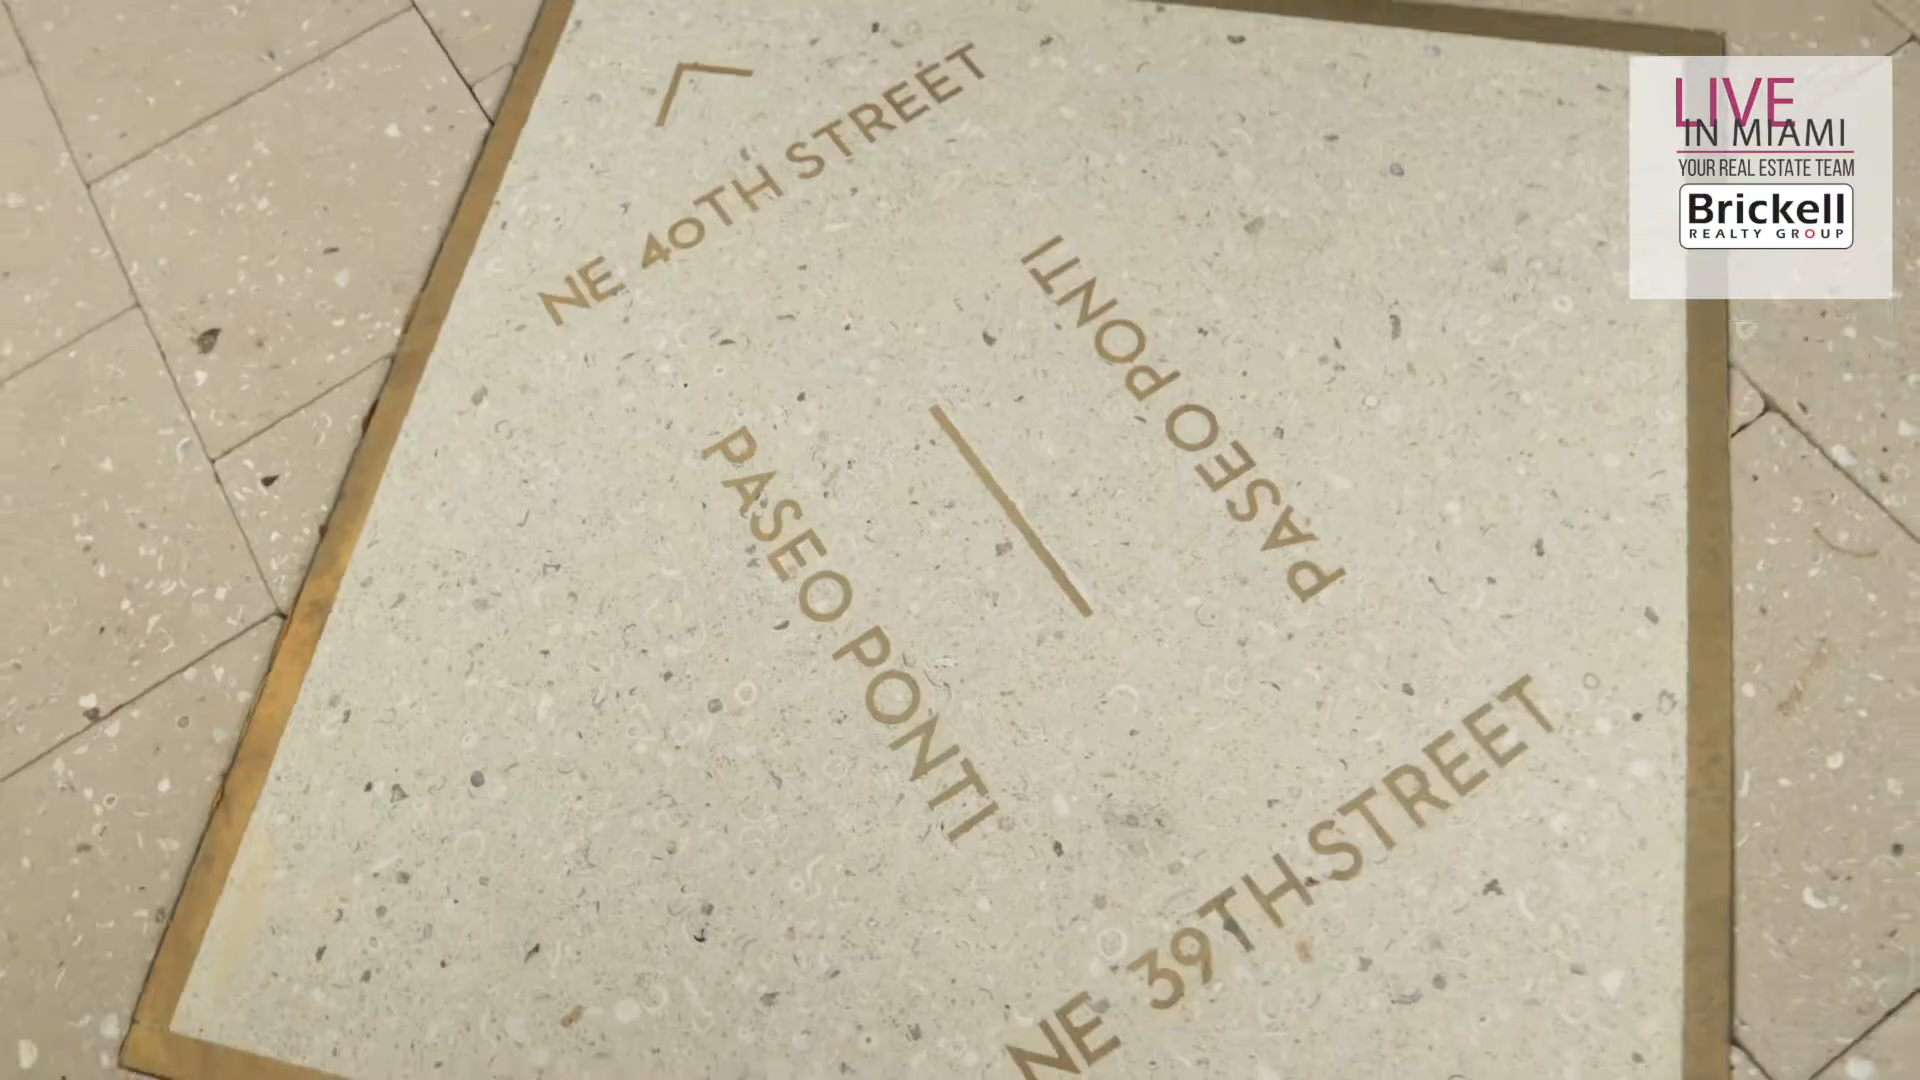 NE 40TH STREET
PASEO PONTI
PASEO PONTI
NE 39TH STREET
LIVE
IN MIAMI
YOUR REAL ESTATE TEAM
Brickell
REALTY GROUP